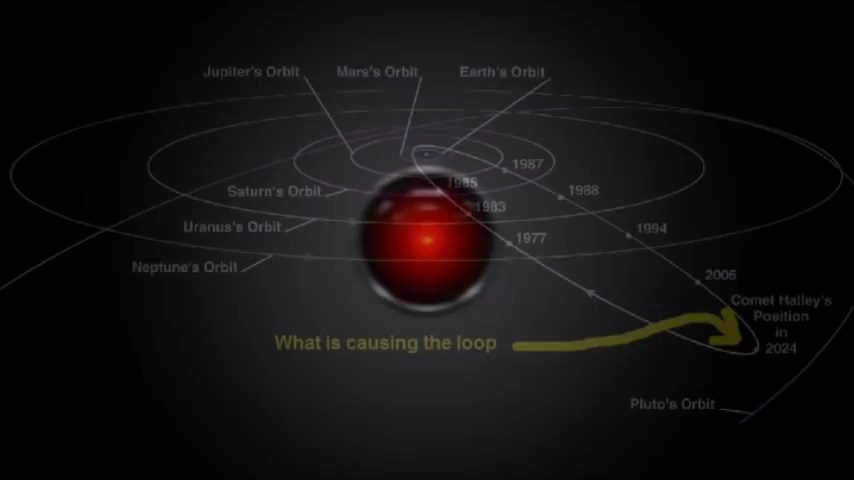 Jupiter's Orbit
Mars's Orbit
Earth's Orbit
1987
1985
1988
Saturn's Orbit
1983
Uranus's Orbit
1994
1977
Neptune's Orbit
2005
Comet Halley's
Position
in
2024
What is causing the loop
Pluto's Orbit